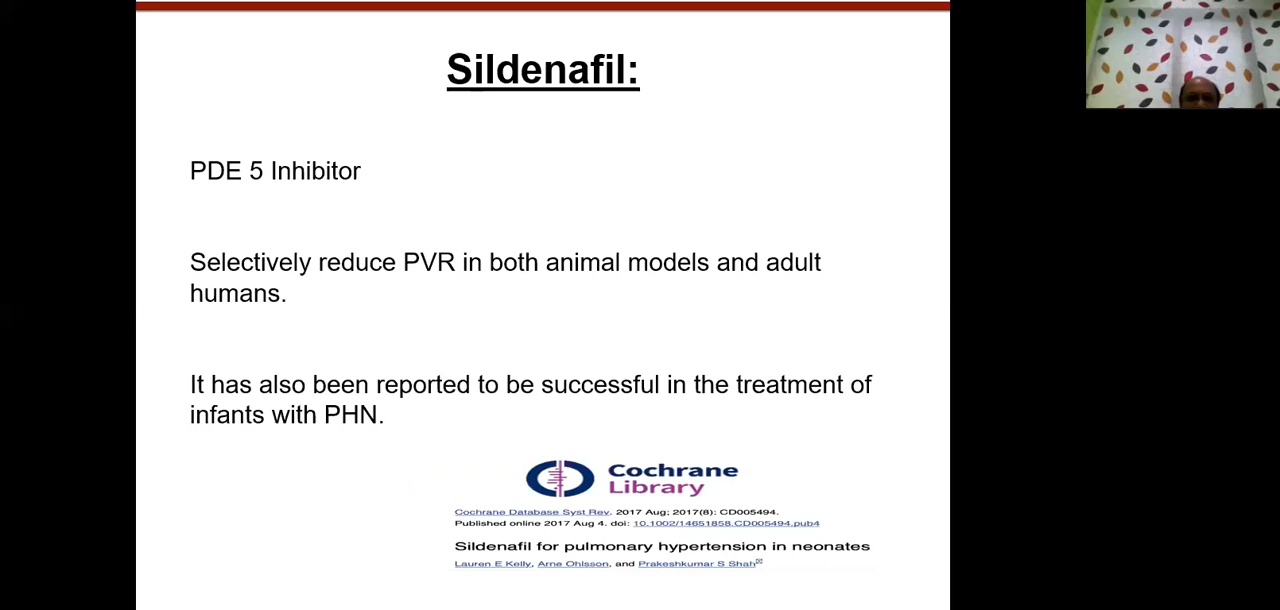 Sildenafil:
PDE 5 Inhibitor
Selectively reduce PVR in both animal models and adult
humans.
It has also been reported to be successful in the treatment of
infants with PHN.
Cochrane
Library
Cochrane Database Syst Rev. 2017 Aug; 2017(8): CD005494.
Published online 2017 Aug 4. doi: 10.1002/14651858.CD005494.pub4
Sildenafil for pulmonary hypertension in neonates
Lauren E Kelly, Arne Ohlsson, and Prakeshkumar S Shah